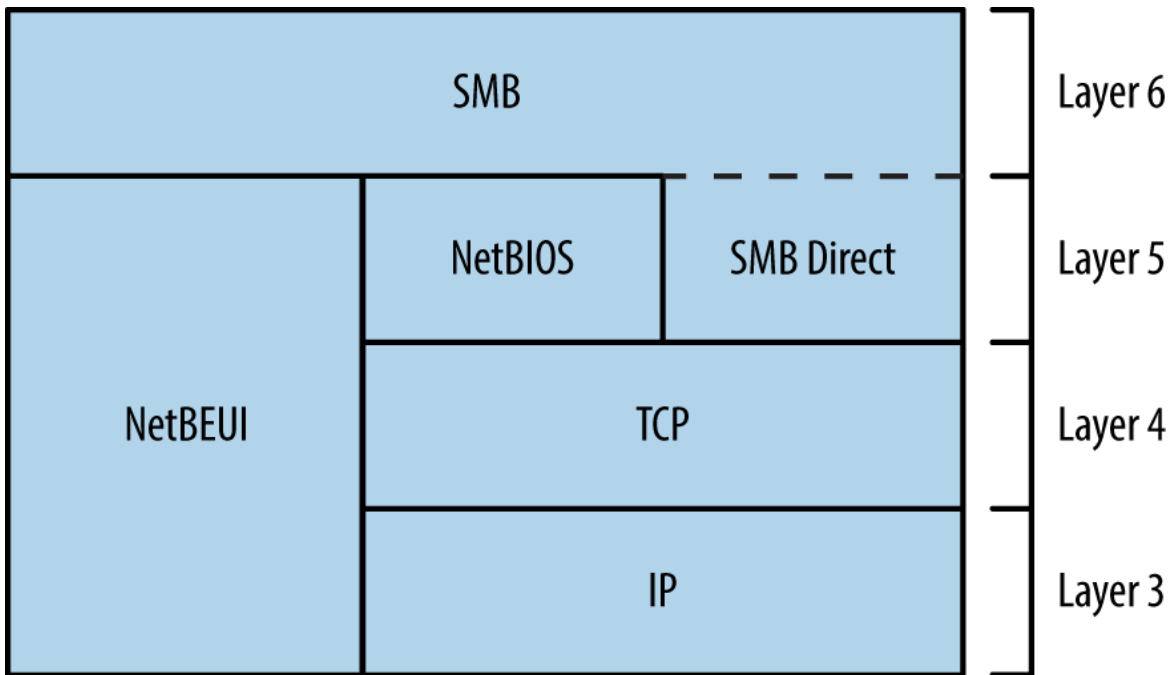 SMB
Layer 6
NetBIOS
SMB Direct
Layer 5
NetBEUI
TCP
Layer 4
IP
Layer 3